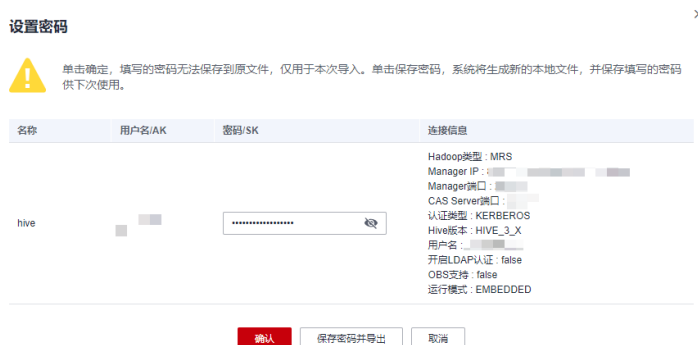 设置密码
单击确定，填写的密码无法保存到原文件，仅用于本次导入。单击保存密码，系统将生成新的本地文件，并保存填写的密码
供下次使用。
名称 用户名/AK 密码/SK 连接信息
Hadoop类型 : MRS
Manager IP :
Manager端口 :
CAS Server端口 :
认证类型 : KERBEROS
hive ••••••••••••••••••
Hive版本 : HIVE_3_X
用户名 :
开启LDAP认证 : false
OBS支持 : false
运行模式 : EMBEDDED
确认 保存密码并导出 取消